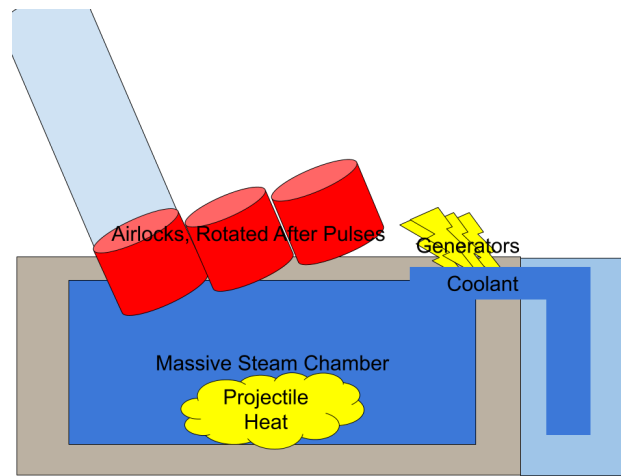 Airlocks, Rotated After Pulses
Generators
Coolant
Massive Steam Chamber
Projectile
Heat